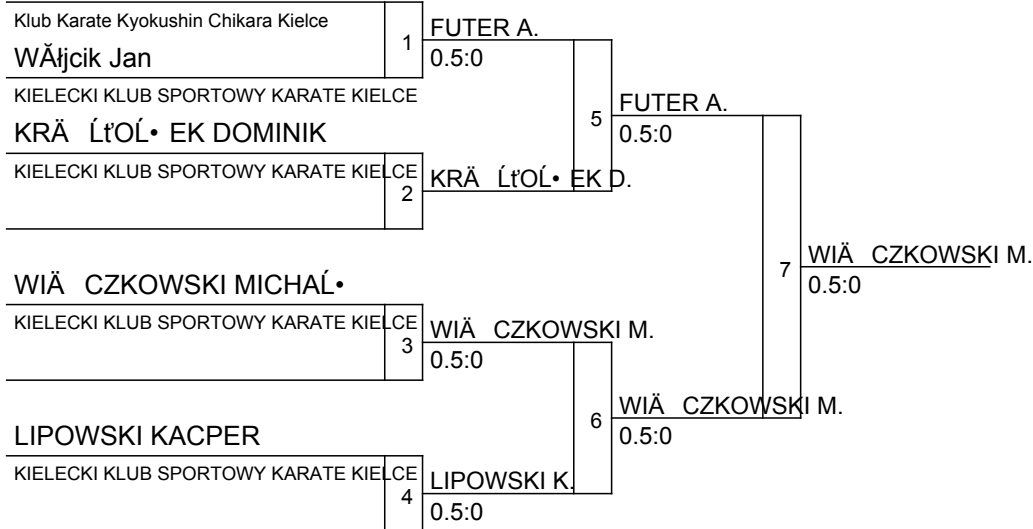 Klub Karate Kyokushin Chikara Kielce
WĂłjcik Jan
KIELECKI KLUB SPORTOWY KARATE KIELCE
1
FUTER A.
0.5:0
KRÄ ĹťOĹ• EK DOMINIK
KIELECKI KLUB SPORTOWY KARATE KIELCE
2
KRÄ ĹťOĹ• EK D.
5
FUTER A.
0.5:0
WIÄ CZKOWSKI MICHAĹ•
KIELECKI KLUB SPORTOWY KARATE KIELCE
3
WIÄ CZKOWSKI M.
0.5:0
LIPOWSKI KACPER
KIELECKI KLUB SPORTOWY KARATE KIELCE
4
LIPOWSKI K.
0.5:0
6
WIÄ CZKOWSKI M.
0.5:0
7
WIÄ CZKOWSKI M.
0.5:0